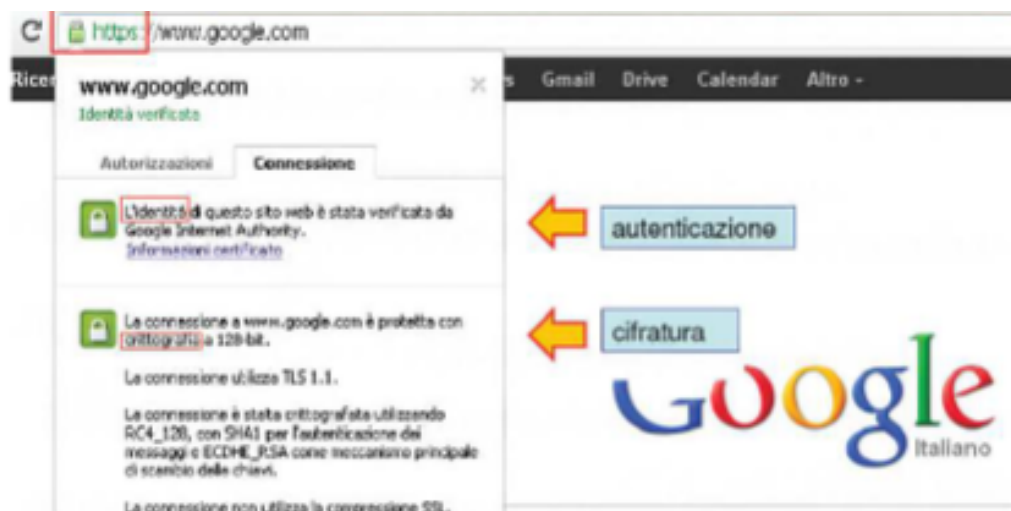 https://www.google.com
Rice
s Gmail Drive Calendar Altro
www.google.com
Identità verificata
Autorizzazioni Connessione
L'identità di questo sito web è stata verificata da
Google Internet Authority.
Informazioni certificato
autenticazione
La connessione a www.google.com è protetta con
crittografia a 128-bit.
cifratura
La connessione utilizza TLS 1.1.
La connessione è stata crittografata utilizzando
RC4_128, con SHA1 per l'autenticazione dei
messaggi e ECDHE_RSA come meccanismo principale
di scambio delle chiavi.
La connessione non utilizza la compressione SSL.
Google
Italiano